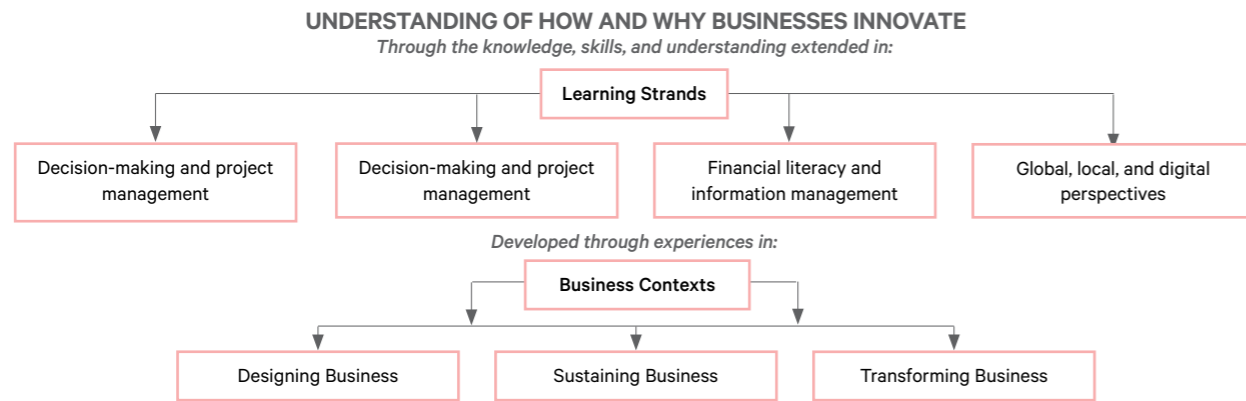 UNDERSTANDING OF HOW AND WHY BUSINESSES INNOVATE
Through the knowledge, skills, and understanding extended in:
Learning Strands
Decision-making and project
management
Decision-making and project
management
Financial literacy and
information management
Global, local, and digital
perspectives
Developed through experiences in:
Business Contexts
Designing Business
Sustaining Business
Transforming Business